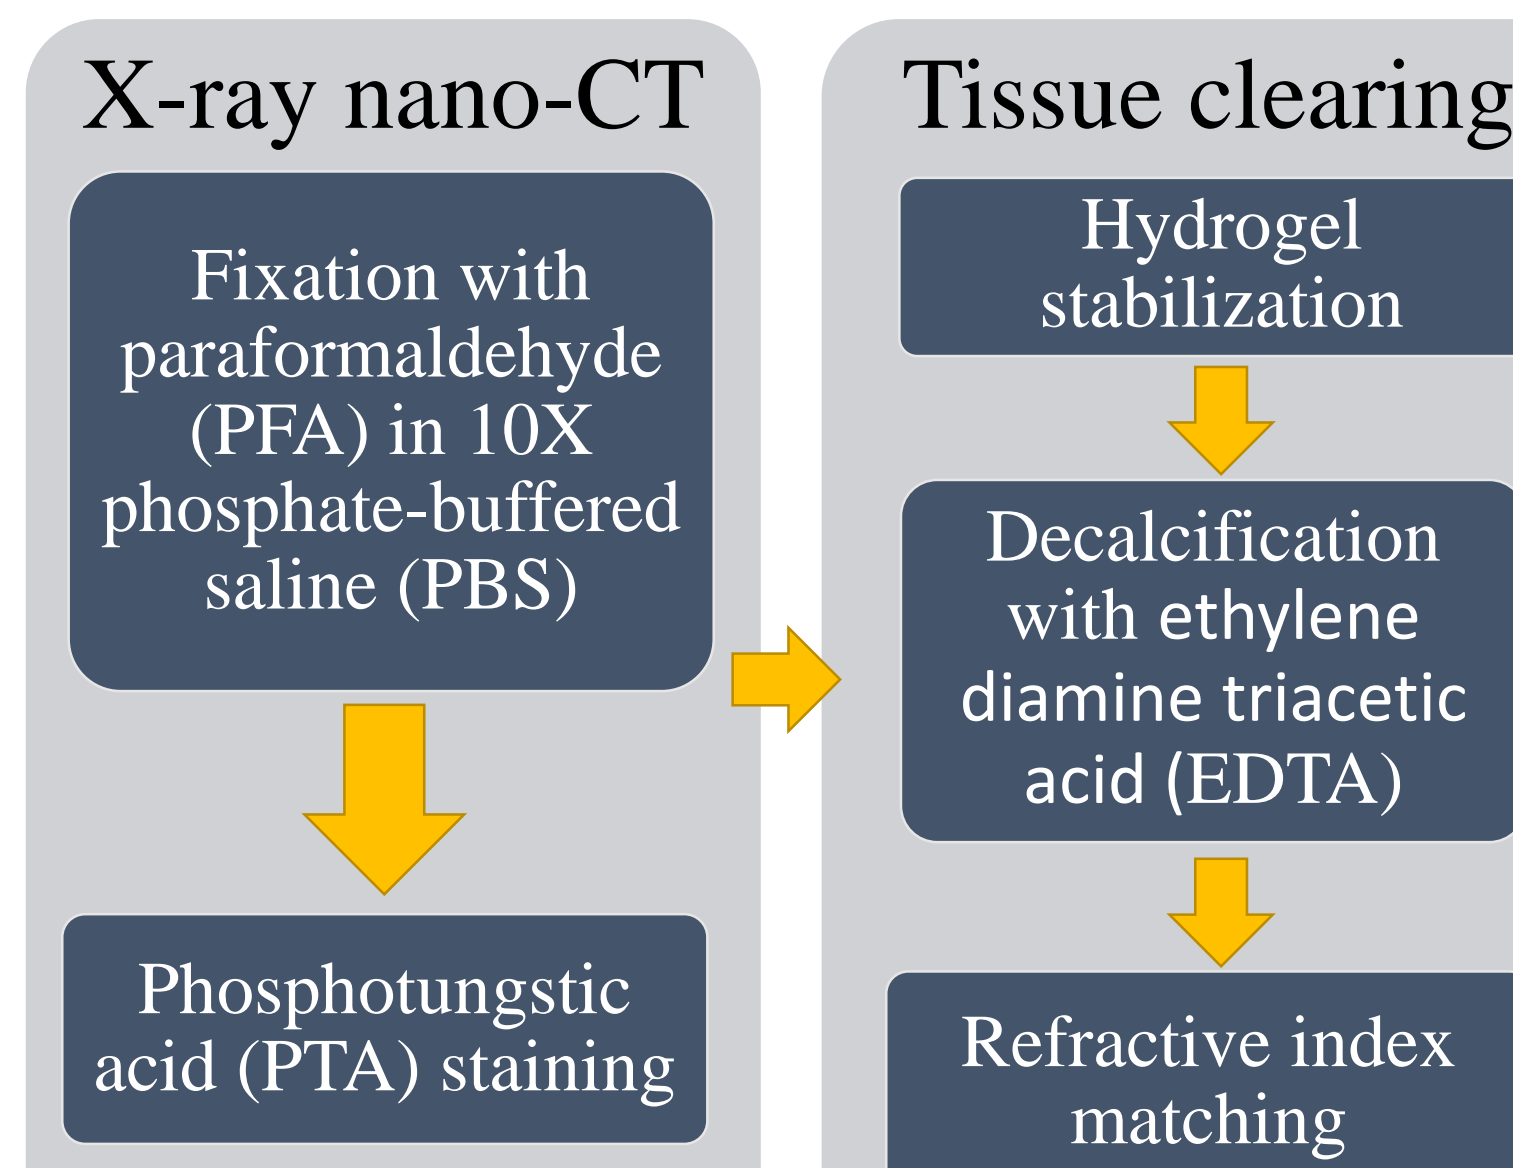 X-ray nano-CT
Fixation with
paraformaldehyde
(PFA) in 10X
phosphate-buffered
saline (PBS)
Phosphotungstic
acid (PTA) staining
Tissue clearing
Hydrogel
stabilization
Decalcification
with ethylene
diamine triacetic
acid (EDTA)
Refractive index
matching